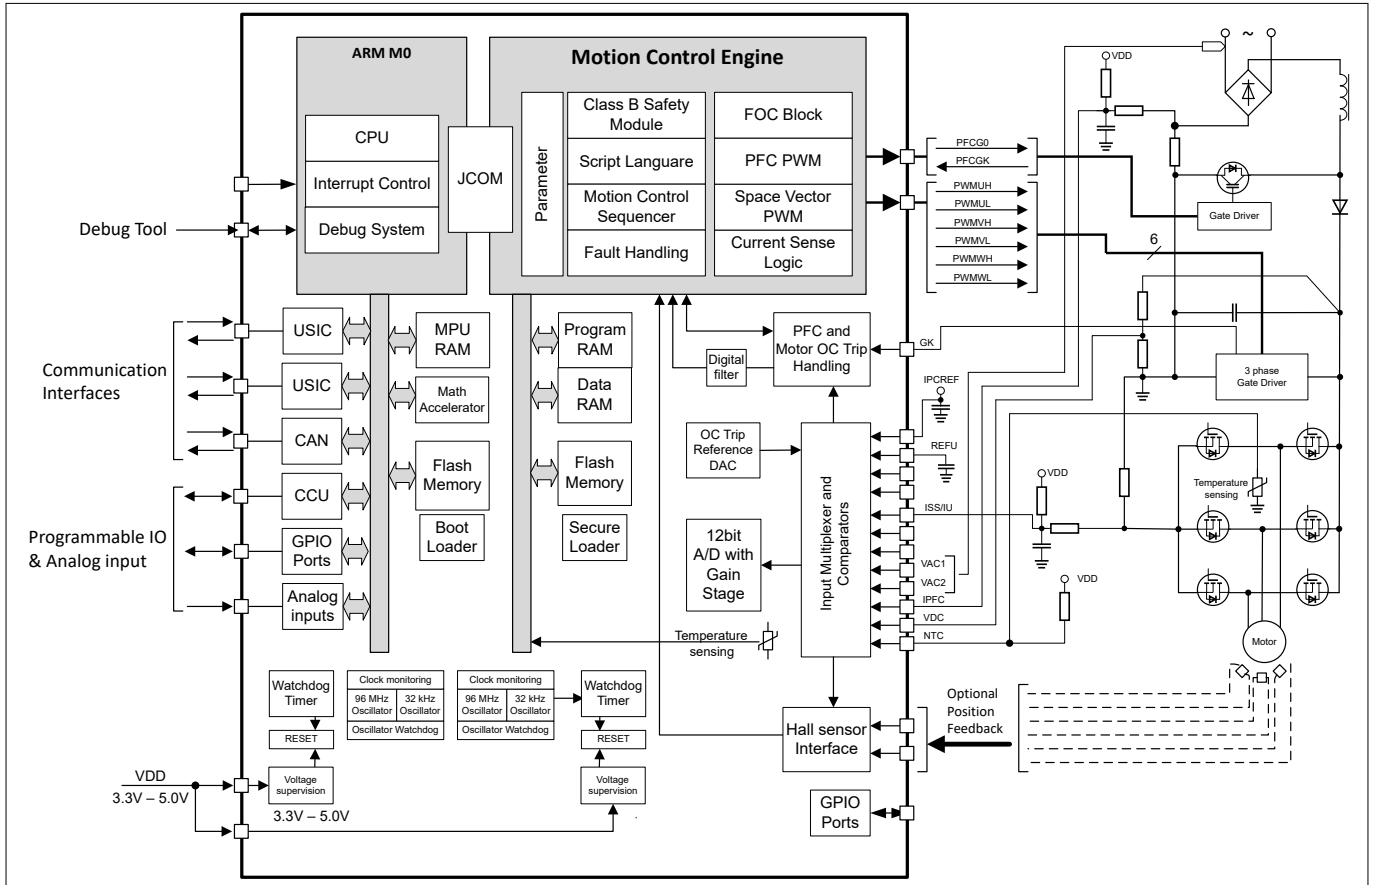 ARM M0
CPU
Interrupt Control
Debug System
JCOM
Motion Control Engine
Parameter
Class B Safety
Module
Script Languare
Motion Control
Sequencer
Fault Handling
FOC Block
PFC PWM
Space Vector
PWM
Current Sense
Logic
Debug Tool
Communication
Interfaces
Programmable IO
& Analog input
USIC
USIC
CAN
CCU
GPIO
Ports
Analog
inputs
MPU
RAM
Math
Accelerator
Flash
Memory
Boot
Loader
Program
RAM
Data
RAM
Flash
Memory
Secure
Loader
PFC and
Motor OC Trip
Handling
Digital
filter
OC Trip
Reference
DAC
12bit
A/D with
Gain
Stage
Input Multiplexer and
Comparators
Temperature
sensing
Hall sensor
Interface
GPIO
Ports
Watchdog
Timer
RESET
Voltage
supervision
3.3V – 5.0V
Clock monitoring
96 MHz
Oscillator
32 kHz
Oscillator
Oscillator Watchdog
Clock monitoring
96 MHz
Oscillator
32 kHz
Oscillator
Oscillator Watchdog
Watchdog
Timer
RESET
Voltage
supervision
VDD
3.3V – 5.0V
PFCG0
PFCGK
PWMUH
PWMUL
PWMVH
PWMVL
PWMWH
PWMWL
GK
IPCREF
REFU
ISS/IU
VAC1
VAC2
IPFC
VDC
NTC
VDD
~
Gate Driver
6
3 phase
Gate Driver
VDD
Temperature
sensing
VDD
Motor
Optional
Position
Feedback